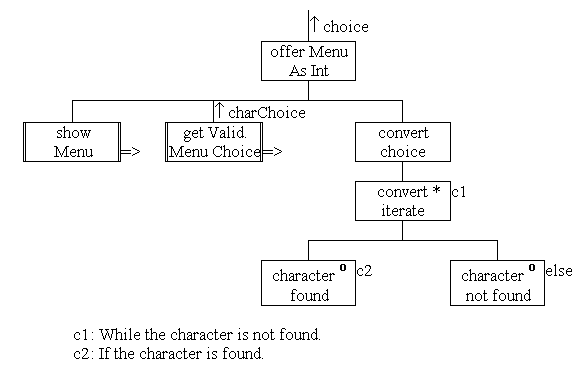 choice
offer Menu
As Int
charChoice
show
Menu
=>
get Valid.
Menu Choice
=>
convert
choice
convert *
iterate
c1
character o
found
c2
character o
not found
else
c1: While the character is not found.
c2: If the character is found.